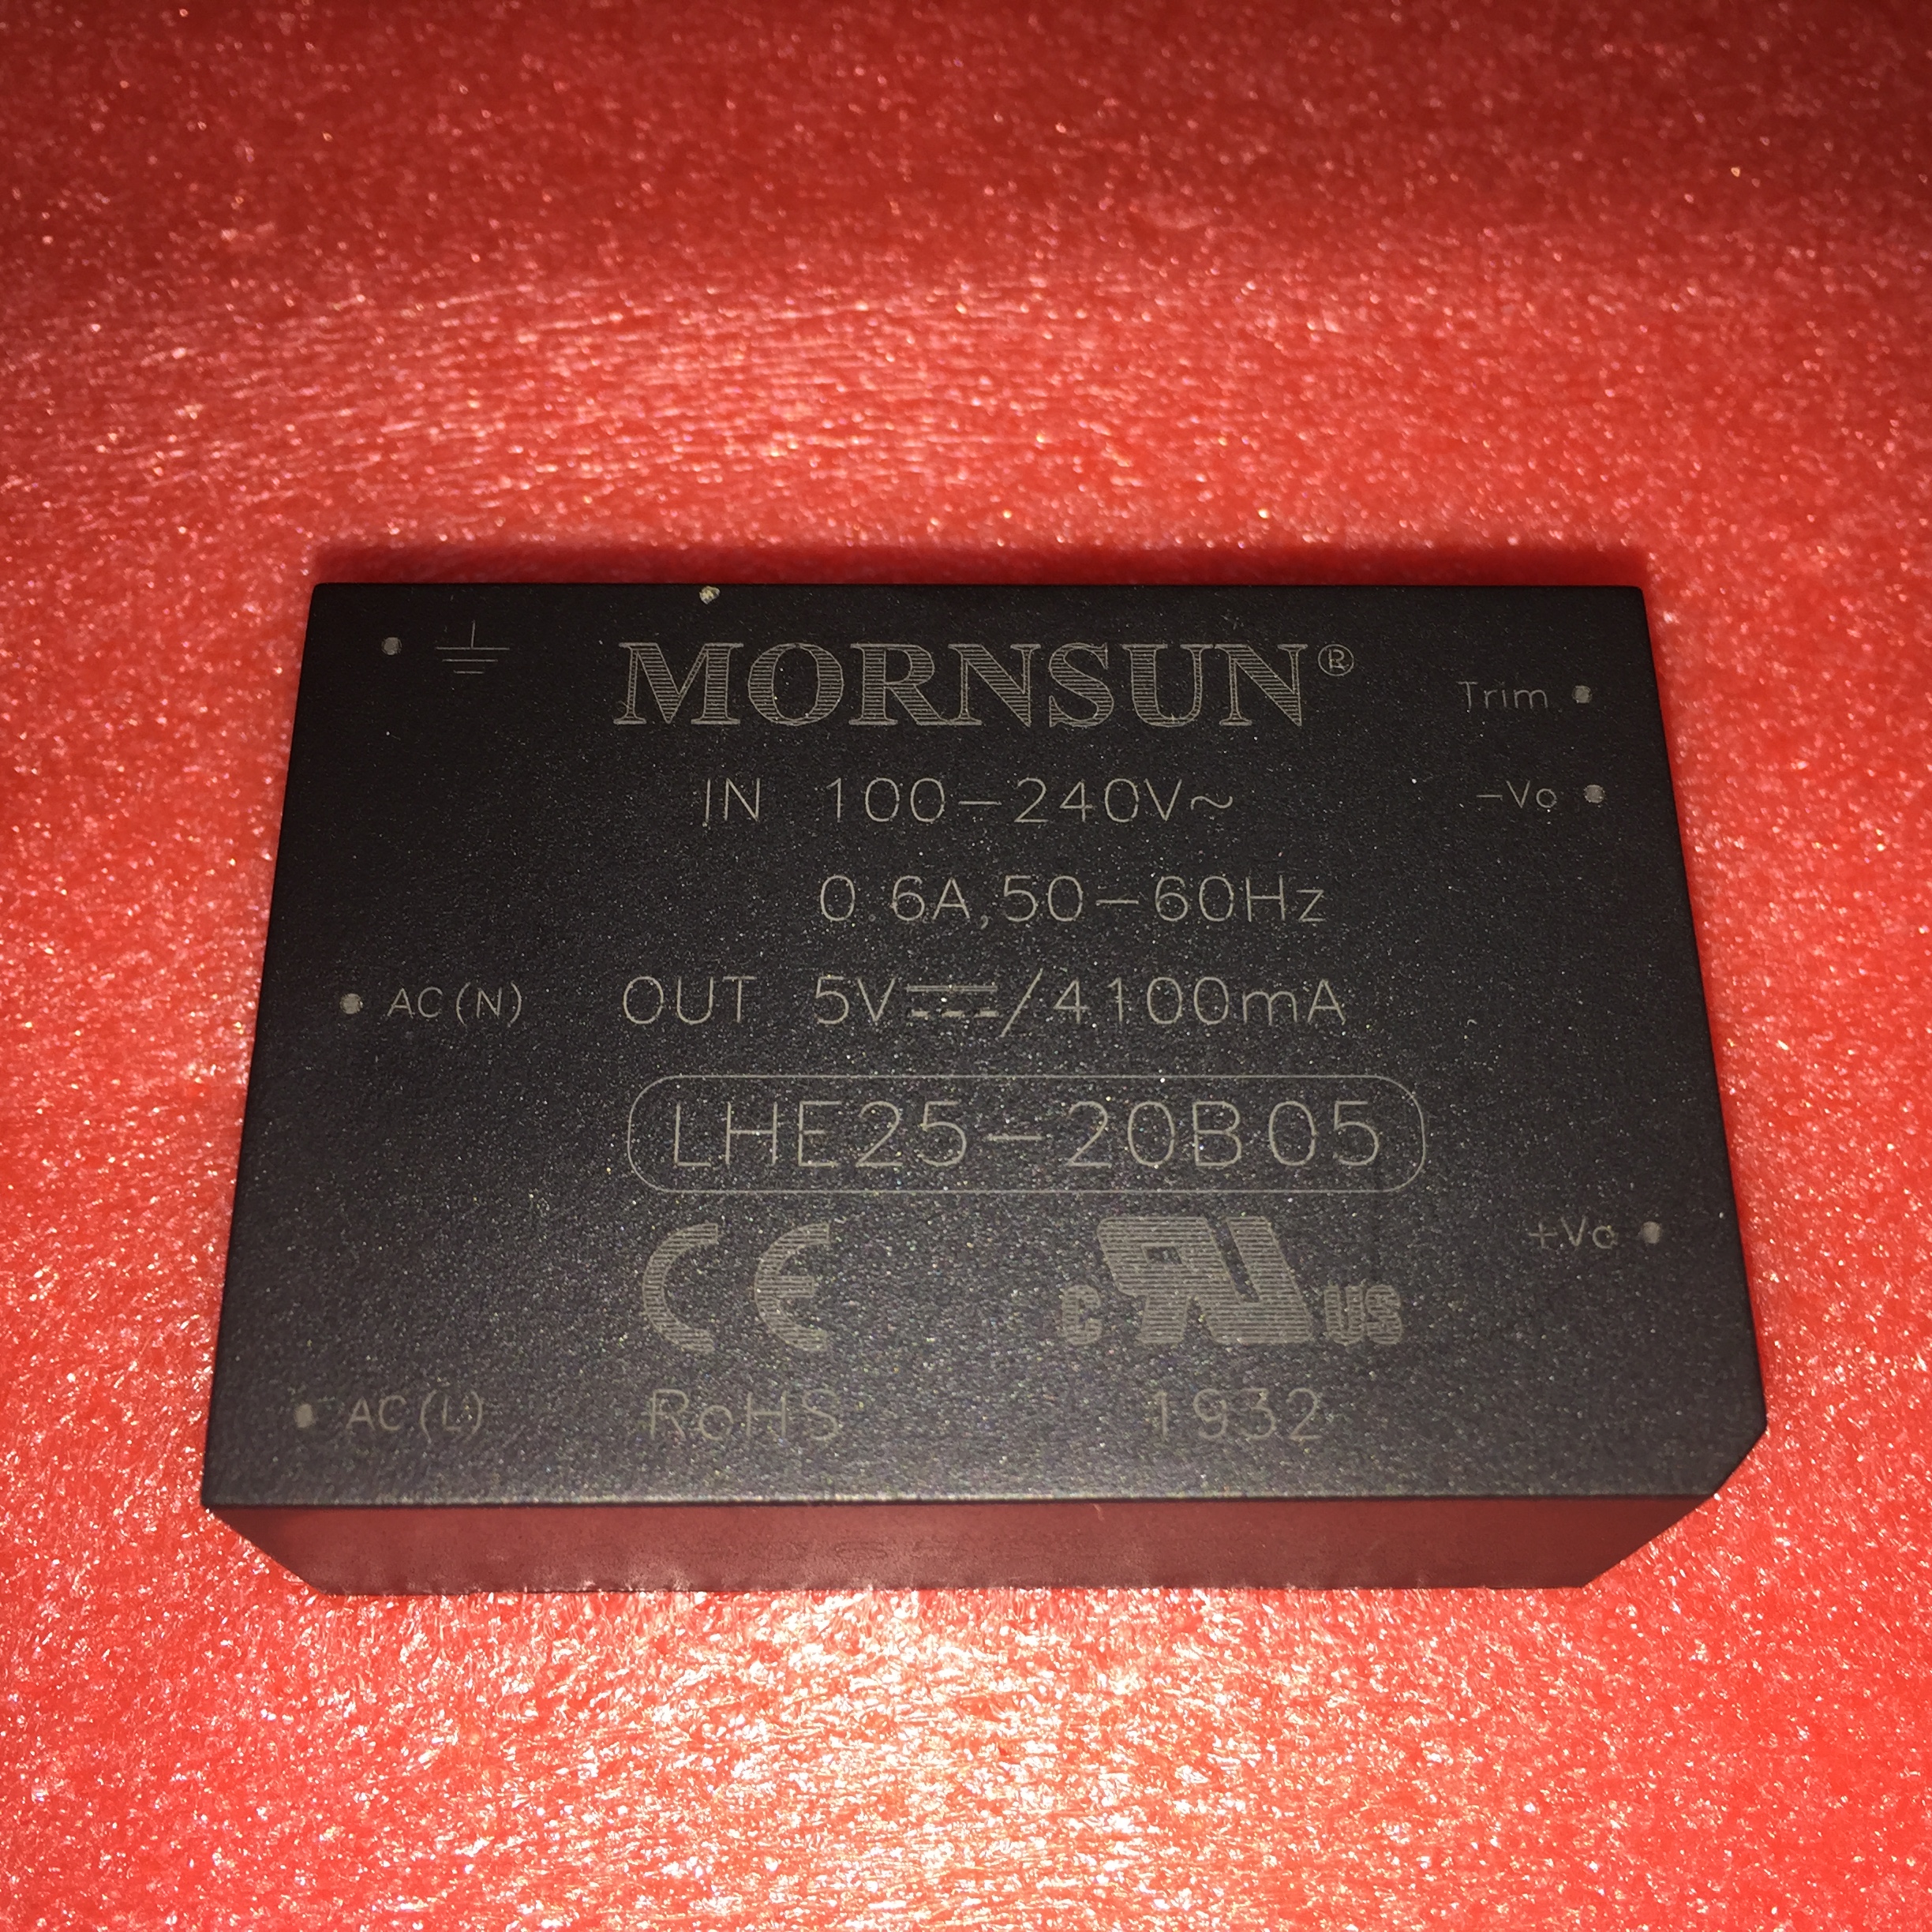 MORNSUN®
Trim
IN 100-240V~
-Vo
0.6A,50-60Hz
AC(N)
OUT 5V⎓/4100mA
LHE25-20B05
+Vo
CE
c RU us
AC(L)
RoHS
1932